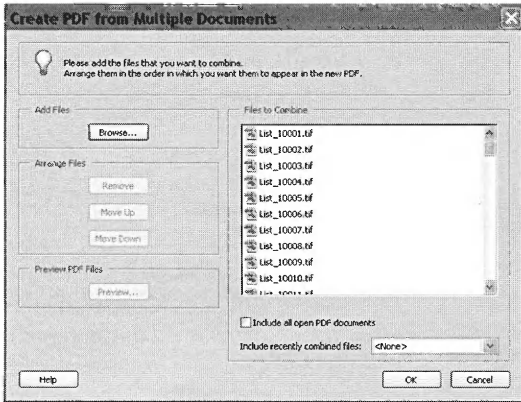 Create PDF from Multiple Documents
Please add the files that you want to combine.
Arrange them in the order in which you want them to appear in the new PDF.
Add Files
Browse...
Arrange Files
Remove
Move Up
Move Down
Preview PDF Files
Preview...
Files to Combine
List_10001.tif
List_10002.tif
List_10003.tif
List_10004.tif
List_10005.tif
List_10006.tif
List_10007.tif
List_10008.tif
List_10009.tif
List_10010.tif
List_10011.tif
Include all open PDF documents
Include recently combined files: <None>
Help
OK
Cancel